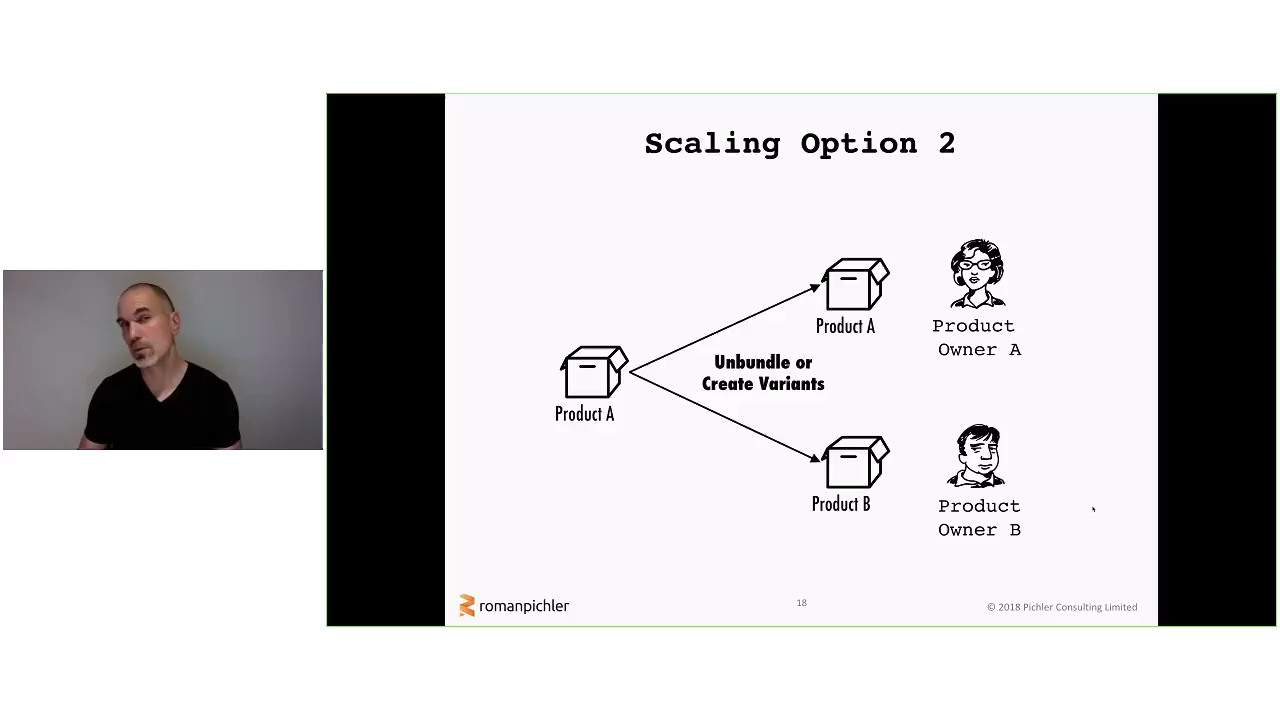 Scaling Option 2
Product A
Product
Owner A
Unbundle or
Create Variants
Product A
Product B
Product
Owner B
romanpichler
18
© 2018 Pichler Consulting Limited